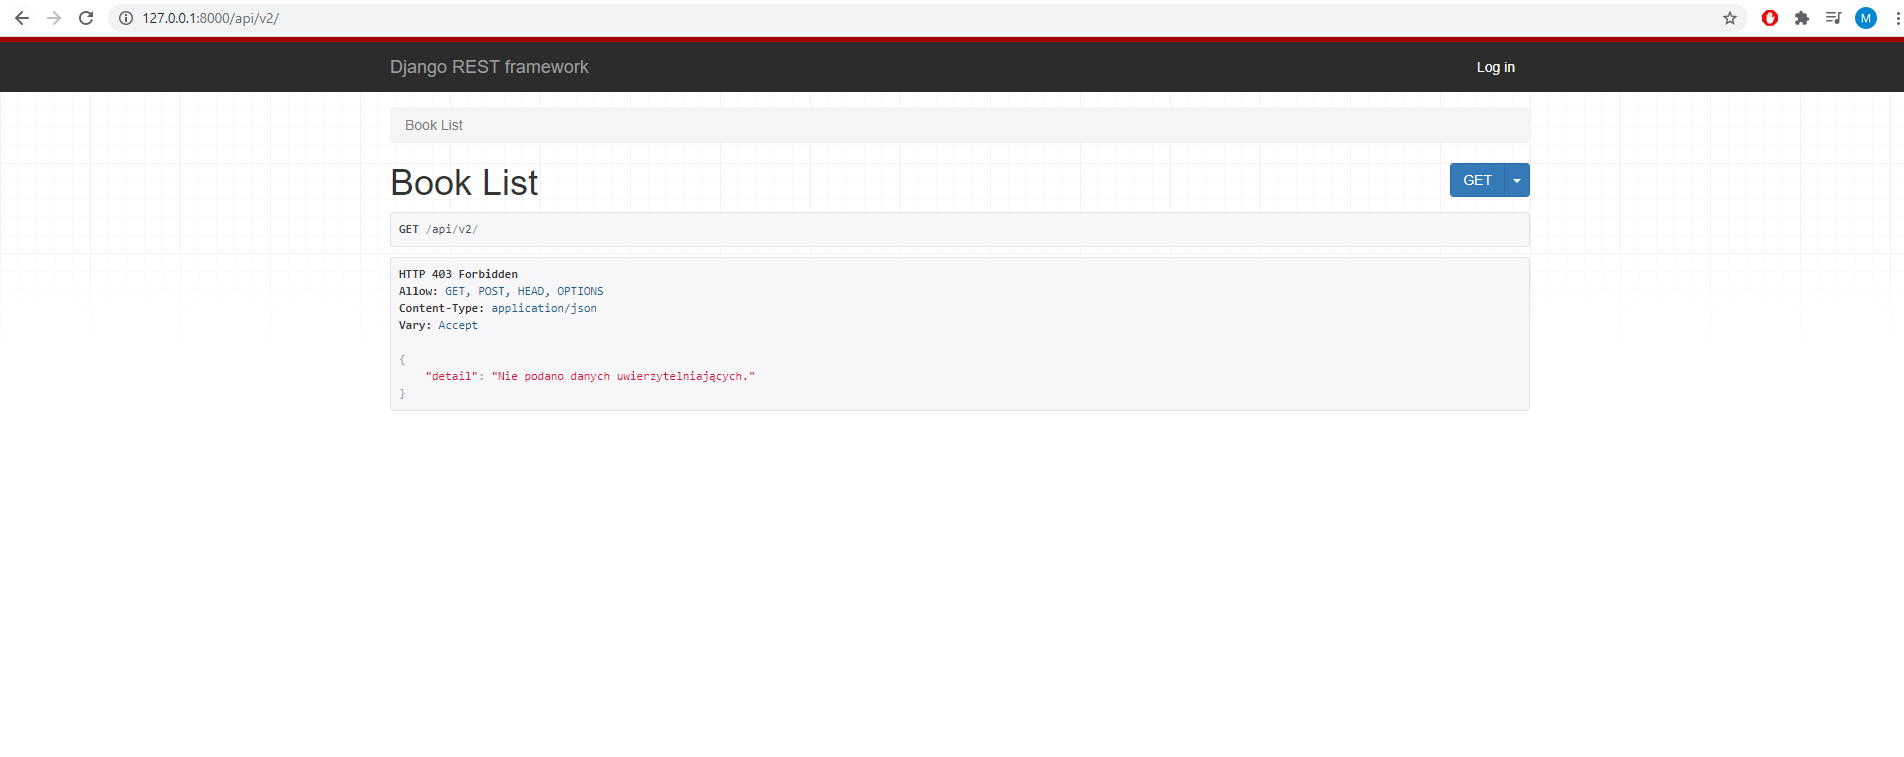 127.0.0.1:8000/api/v2/
M
Django REST framework
Log in
Book List
Book List
GET
GET /api/v2/
HTTP 403 Forbidden
Allow: GET, POST, HEAD, OPTIONS
Content-Type: application/json
Vary: Accept
{
"detail": "Nie podano danych uwierzytelniających."
}